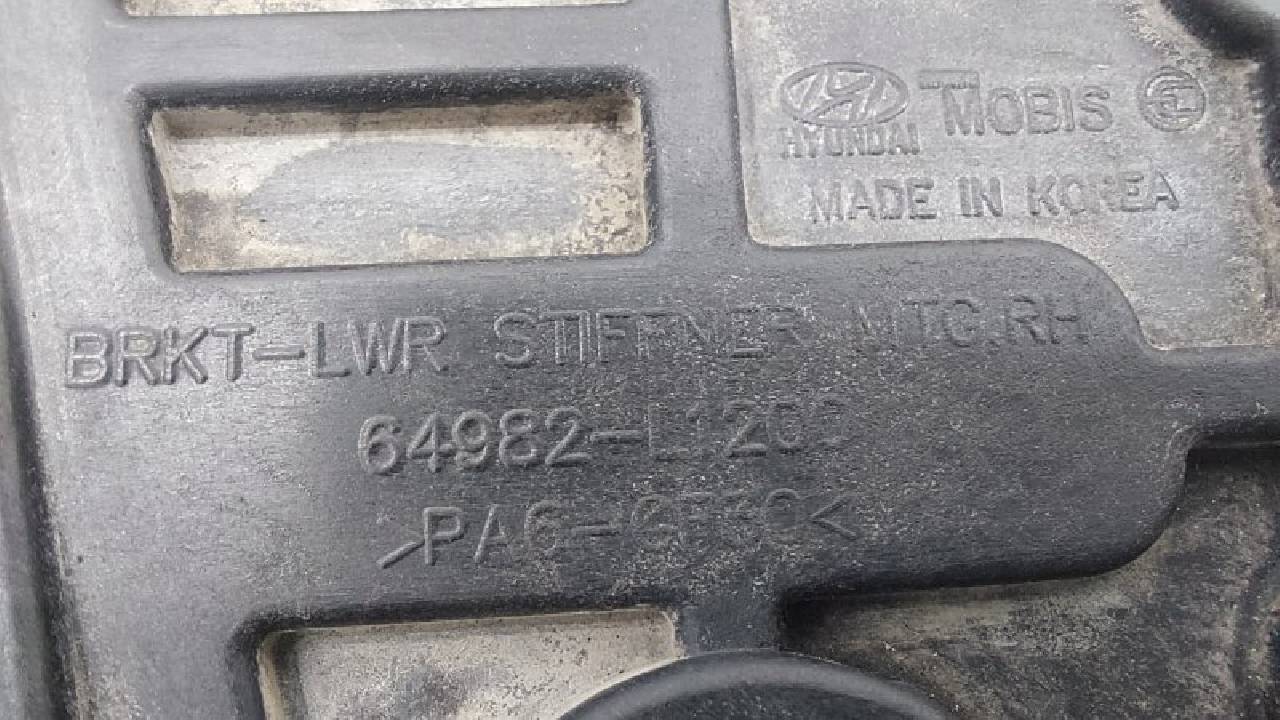 HYUNDAI MOBIS
MADE IN KOREA
BRKT-LWR STIFFNER MTG.RH
64982-L1200
>PA6-GF30<